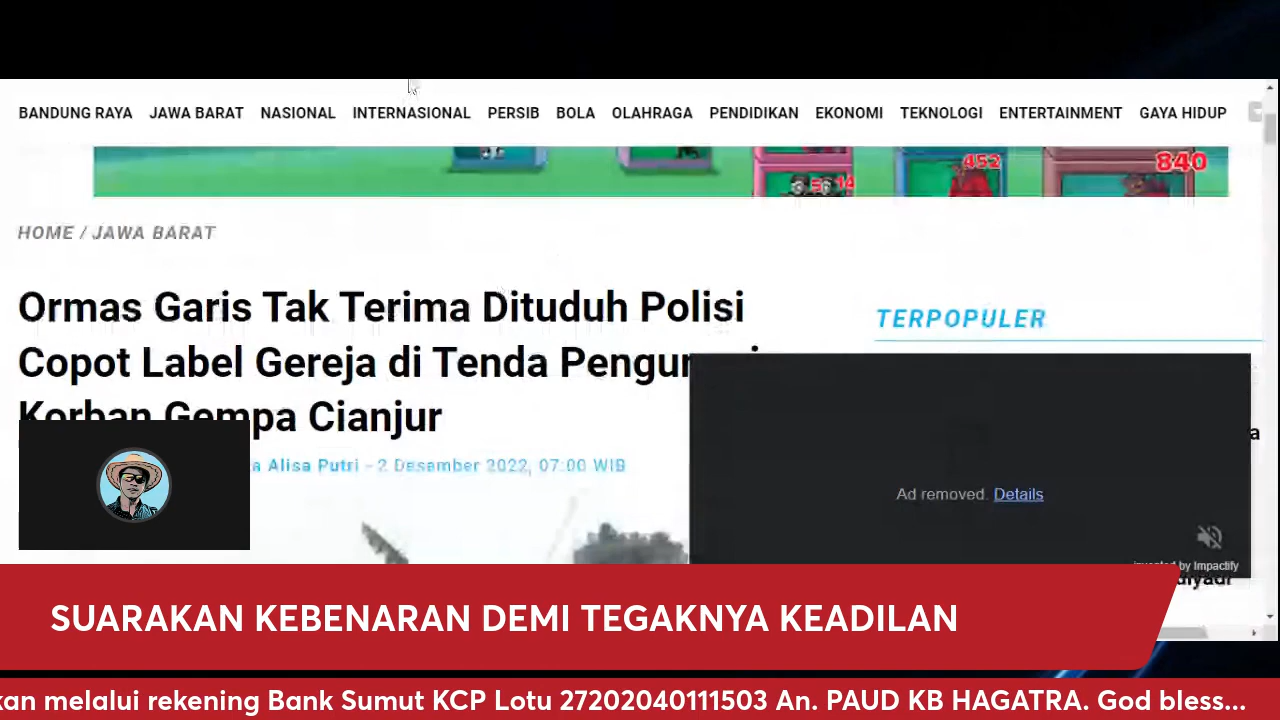 BANDUNG RAYA JAWA BARAT NASIONAL INTERNASIONAL PERSIB BOLA OLAHRAGA PENDIDIKAN EKONOMI TEKNOLOGI ENTERTAINMENT GAYA HIDUP
452
840
14
HOME / JAWA BARAT
Ormas Garis Tak Terima Dituduh Polisi
Copot Label Gereja di Tenda
Korban Gempa Cianjur
Alisa Putri - 2 Desember 2022, 07:00 WIB
TERPOPULER
Ad removed. Details
by Impactify
SUARAKAN KEBENARAN DEMI TEGAKNYA KEADILAN
kan melalui rekening Bank Sumut KCP Lotu 27202040111503 An. PAUD KB HAGATRA. God bless...